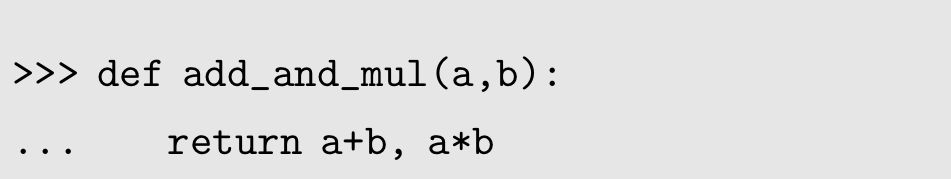 >>> def add_and_mul(a,b):
...    return a+b, a*b